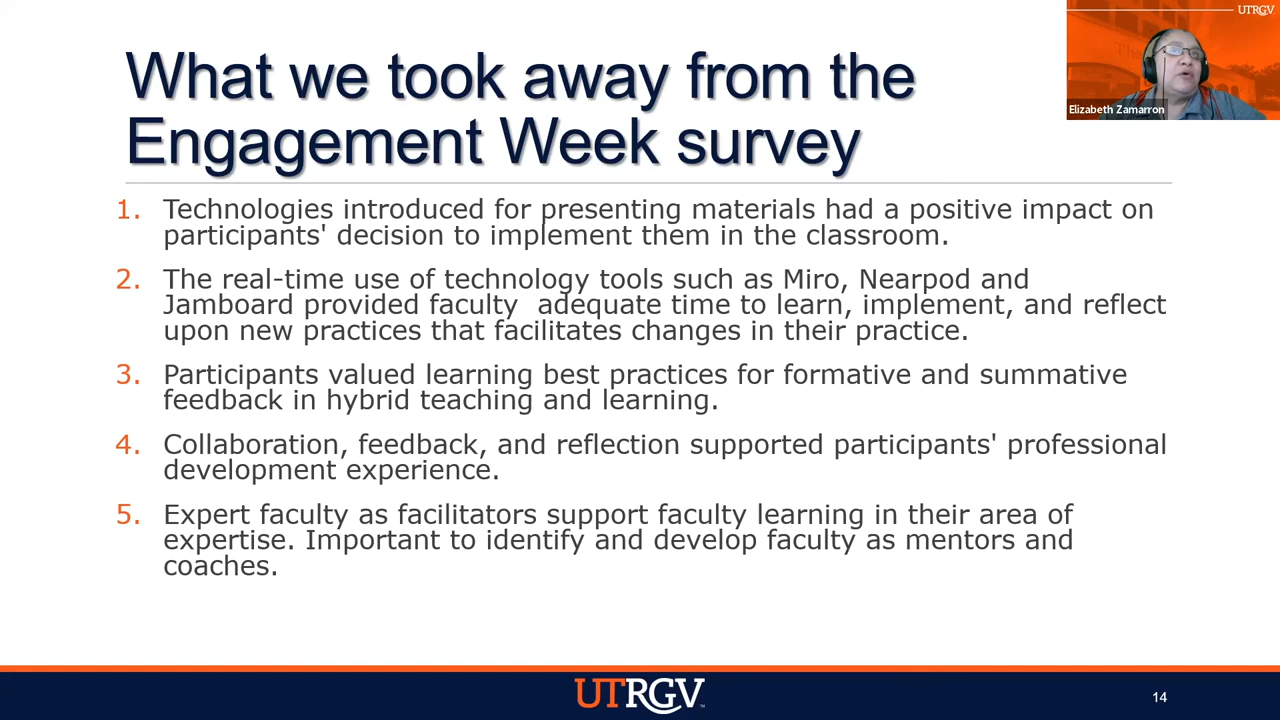 What we took away from the
Engagement Week survey
UTRGV
Elizabeth Zamarron
1. Technologies introduced for presenting materials had a positive impact on
participants' decision to implement them in the classroom.
2. The real-time use of technology tools such as Miro, Nearpod and
Jamboard provided faculty  adequate time to learn, implement, and reflect
upon new practices that facilitates changes in their practice.
3. Participants valued learning best practices for formative and summative
feedback in hybrid teaching and learning.
4. Collaboration, feedback, and reflection supported participants' professional
development experience.
5. Expert faculty as facilitators support faculty learning in their area of
expertise. Important to identify and develop faculty as mentors and
coaches.
UTRGV
14